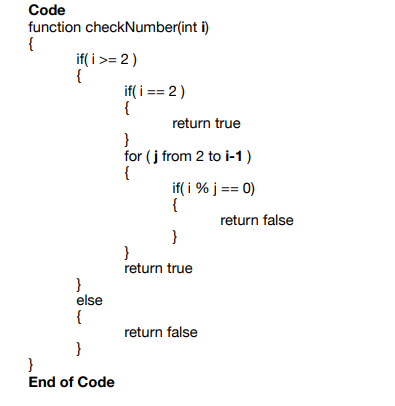 Code
function checkNumber(int i)
{
if( i >= 2 )
{
if( i == 2 )
{
return true
}
for ( j from 2 to i-1 )
{
if( i % j == 0)
{
return false
}
}
return true
}
else
{
return false
}
}
End of Code